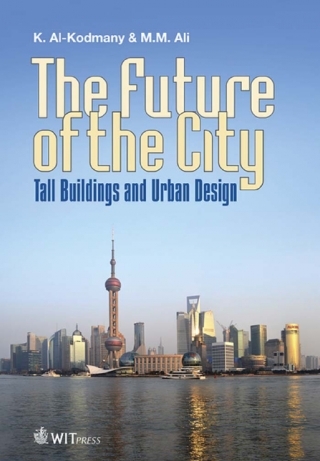 K. Al-Kodmany & M.M. Ali
The Future
of the City
Tall Buildings and Urban Design
WITPRESS